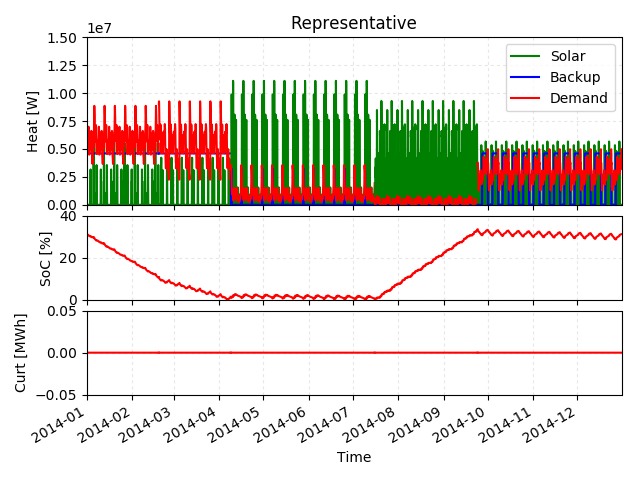 Representative
1e7
1.50
1.25
1.00
0.75
0.50
0.25
0.00
Heat [W]
Solar
Backup
Demand
40
20
0
SoC [%]
0.05
0.00
−0.05
Curt [MWh]
2014-01
2014-02
2014-03
2014-04
2014-05
2014-06
2014-07
2014-08
2014-09
2014-10
2014-11
2014-12
Time